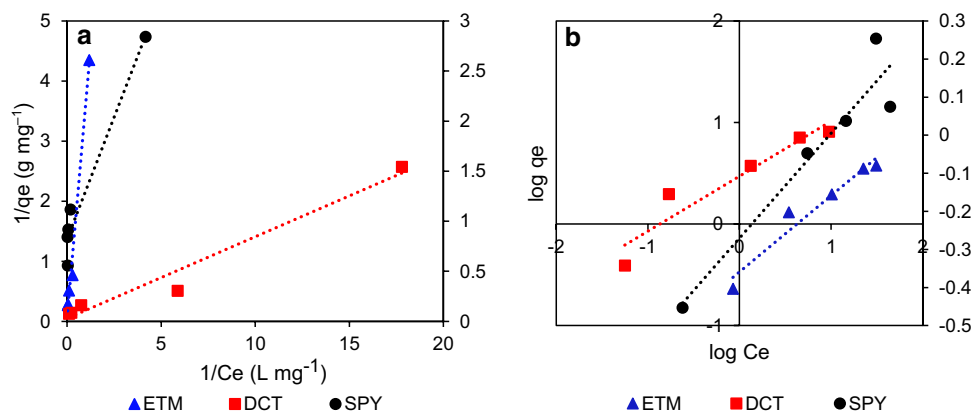 a
5
4
3
2
1
0
1/qe (g mg⁻¹)
3
2.5
2
1.5
1
0.5
0
0 5 10 15 20
1/Ce (L mg⁻¹)
ETM DCT SPY
b
2
1
0
-1
log qe
0.3
0.2
0.1
0
-0.1
-0.2
-0.3
-0.4
-0.5
-2 -1 0 1 2
log Ce
ETM DCT SPY